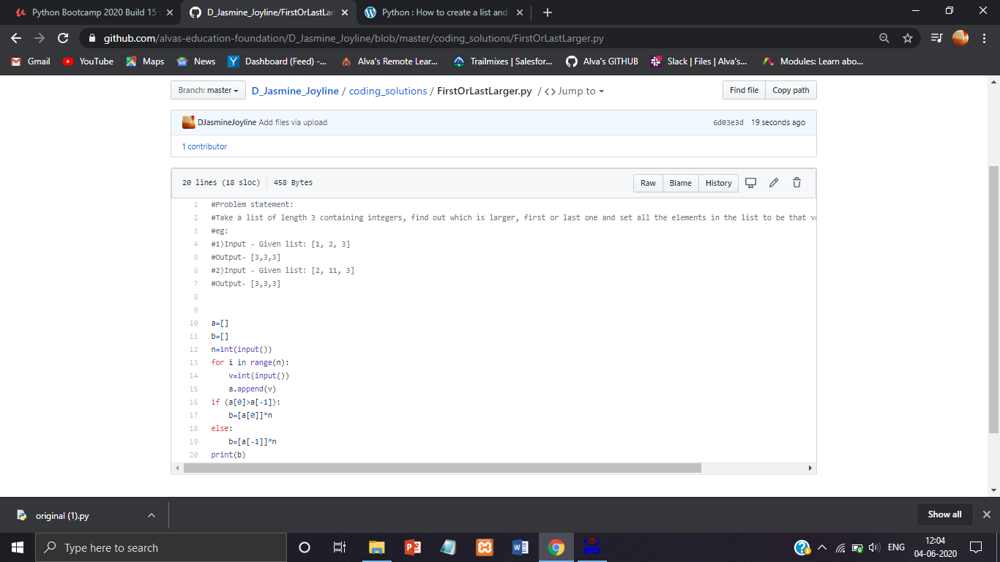 Python Bootcamp 2020 Build 15
D_Jasmine_Joyline/FirstOrLastLar
Python : How to create a list and
github.com/alvas-education-foundation/D_Jasmine_Joyline/blob/master/coding_solutions/FirstOrLastLarger.py
Gmail YouTube Maps News Dashboard (Feed) -... Alva's Remote Lear... Trailmixes | Salesfor... Alva's GITHUB Slack | Files | Alva's... Modules: Learn abo...
Branch: master D_Jasmine_Joyline / coding_solutions / FirstOrLastLarger.py / <> Jump to Find file Copy path
DJasmineJoyline Add files via upload 6d03e3d 19 seconds ago
1 contributor
20 lines (18 sloc) 458 Bytes Raw Blame History
1 #Problem statement:
2 #Take a list of length 3 containing integers, find out which is larger, first or last one and set all the elements in the list to be that va
3 #eg:
4 #1)Input - Given list: [1, 2, 3]
5 #Output- [3,3,3]
6 #2)Input - Given list: [2, 11, 3]
7 #Output- [3,3,3]
8
9
10 a=[]
11 b=[]
12 n=int(input())
13 for i in range(n):
14     v=int(input())
15     a.append(v)
16 if (a[0]>a[-1]):
17     b=[a[0]]*n
18 else:
19     b=[a[-1]]*n
20 print(b)
original (1).py Show all
Type here to search
ENG
12:04
04-06-2020